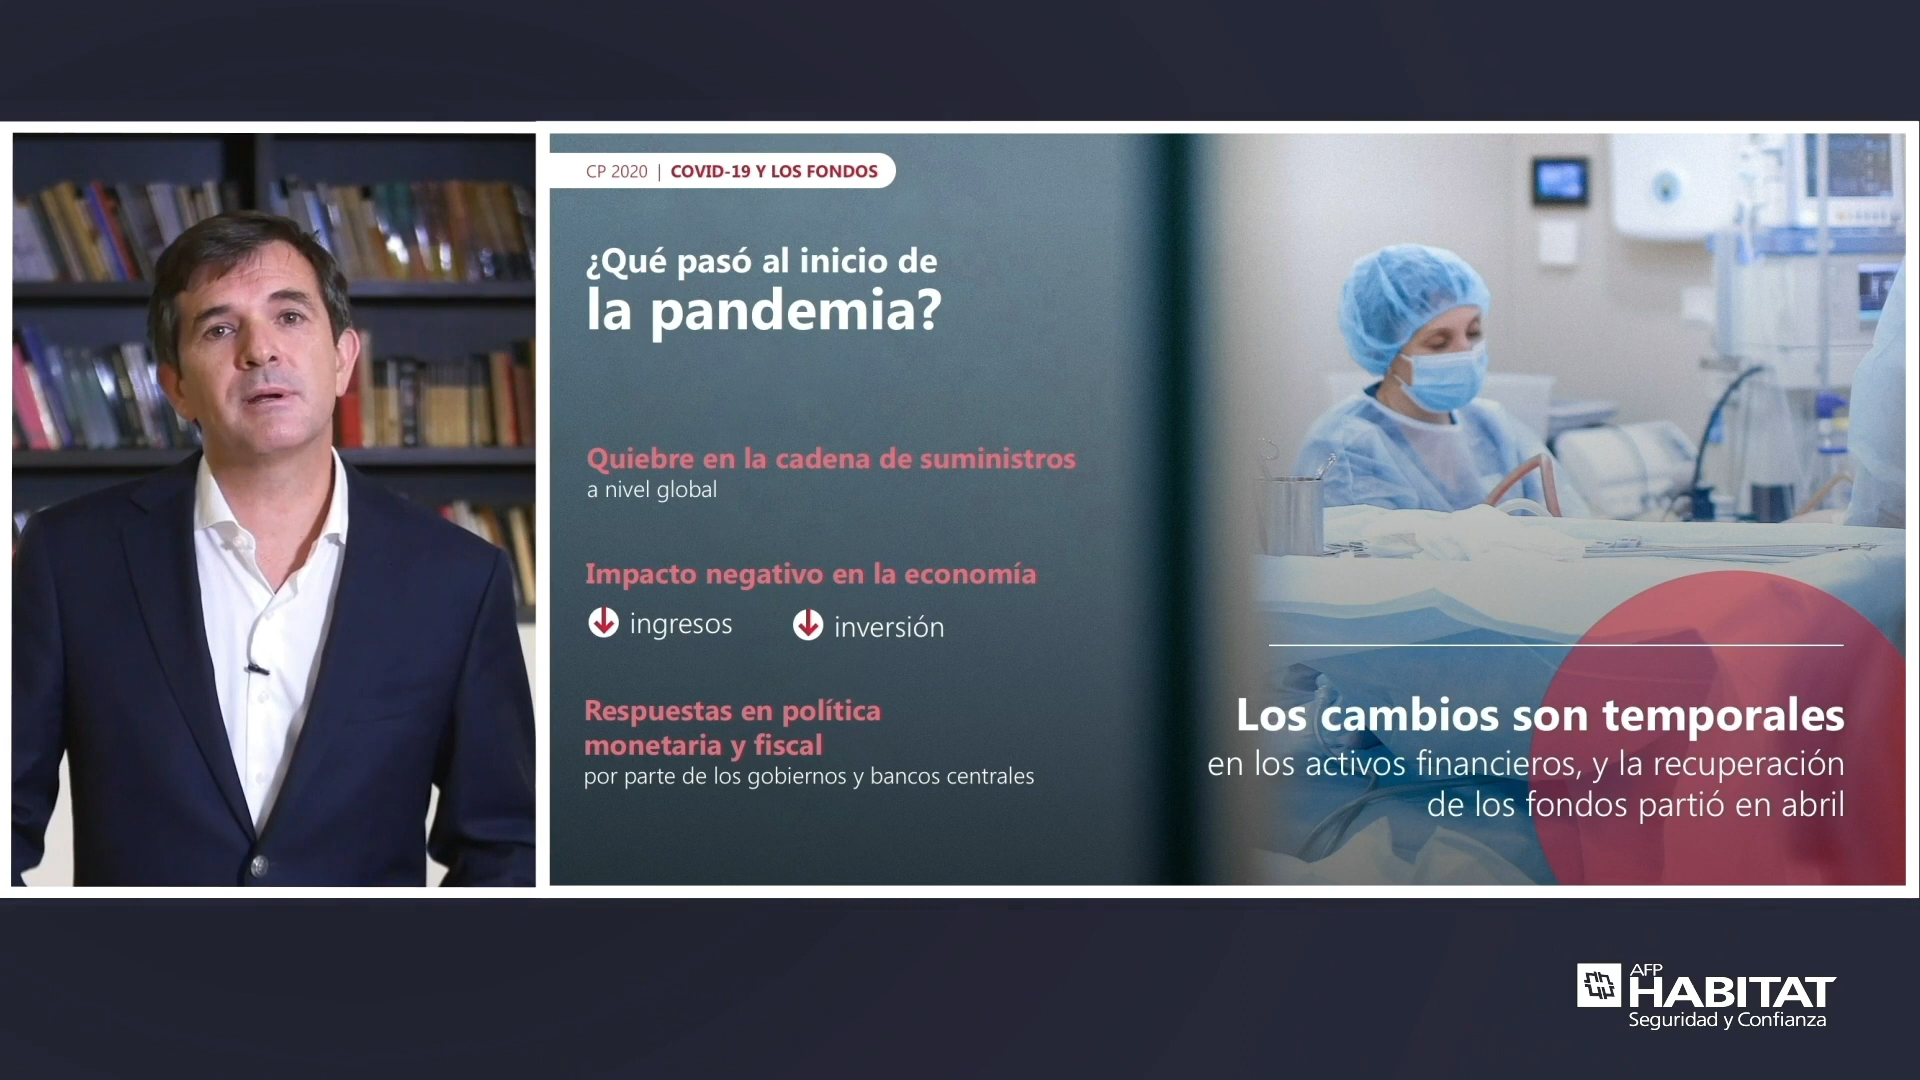 CP 2020 | COVID-19 Y LOS FONDOS
¿Qué pasó al inicio de
la pandemia?
Quiebre en la cadena de suministros
a nivel global
Impacto negativo en la economía
ingresos
inversión
Respuestas en política
monetaria y fiscal
por parte de los gobiernos y bancos centrales
Los cambios son temporales
en los activos financieros, y la recuperación
de los fondos partió en abril
AFP
HABITAT
Seguridad y Confianza